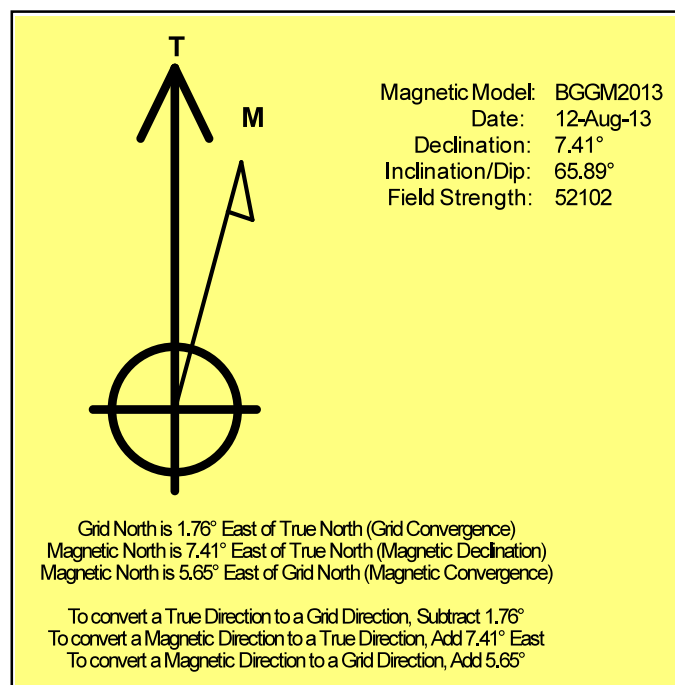 T
M
Magnetic Model: BGGM2013
Date: 12-Aug-13
Declination: 7.41°
Inclination/Dip: 65.89°
Field Strength: 52102
Grid North is 1.76° East of True North (Grid Convergence)
Magnetic North is 7.41° East of True North (Magnetic Declination)
Magnetic North is 5.65° East of Grid North (Magnetic Convergence)
To convert a True Direction to a Grid Direction, Subtract 1.76°
To convert a Magnetic Direction to a True Direction, Add 7.41° East
To convert a Magnetic Direction to a Grid Direction, Add 5.65°